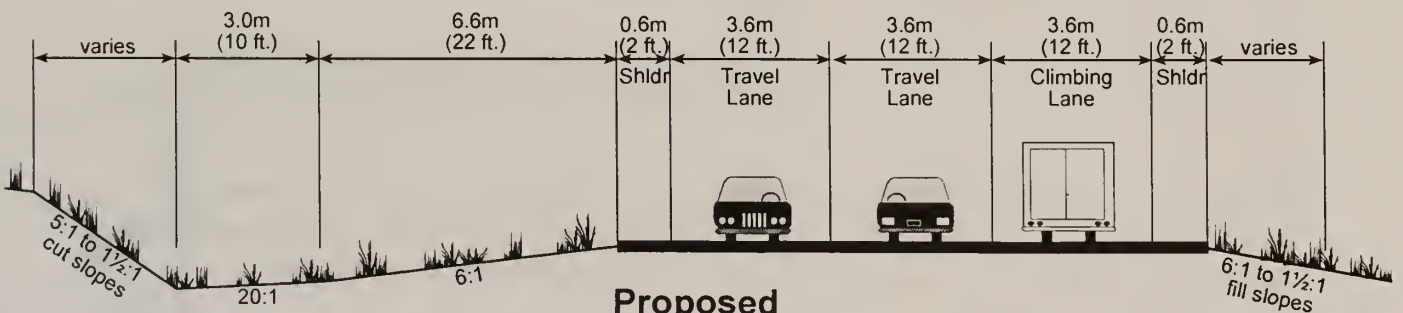 3.0m
(10 ft.)
6.6m
(22 ft.)
0.6m
(2 ft.)
3.6m
(12 ft.)
3.6m
(12 ft.)
3.6m
(12 ft.)
0.6m
(2 ft.)
varies
varies
Shldr
Travel
Lane
Travel
Lane
Climbing
Lane
Shldr
5:1 to 1½:1
cut slopes
20:1
6:1
6:1 to 1½:1
fill slopes
Proposed